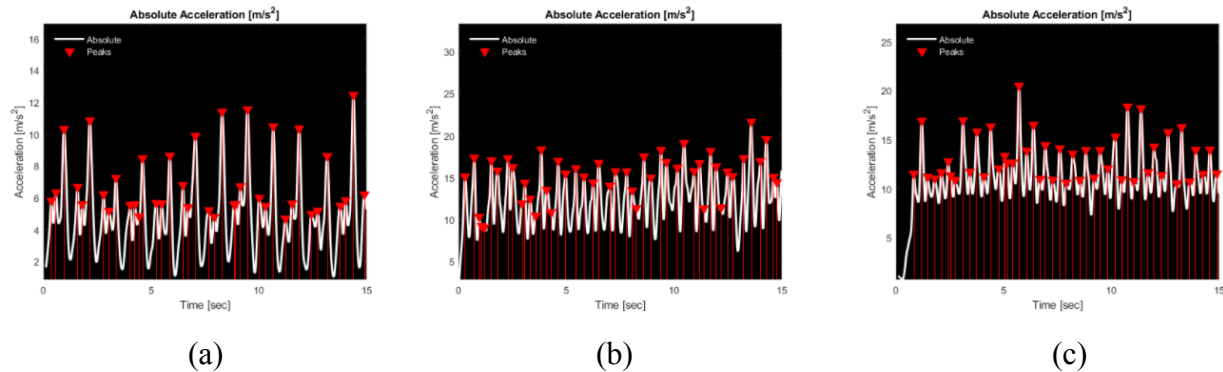 Absolute Acceleration [m/s²]
Absolute
Peaks
16
14
12
10
8
6
4
2
Acceleration [m/s²]
0
5
10
15
Time [sec]
(a)
Absolute Acceleration [m/s²]
Absolute
Peaks
30
25
20
15
10
5
Acceleration [m/s²]
0
5
10
15
Time [sec]
(b)
Absolute Acceleration [m/s²]
Absolute
Peaks
25
20
15
10
5
Acceleration [m/s²]
0
5
10
15
Time [sec]
(c)